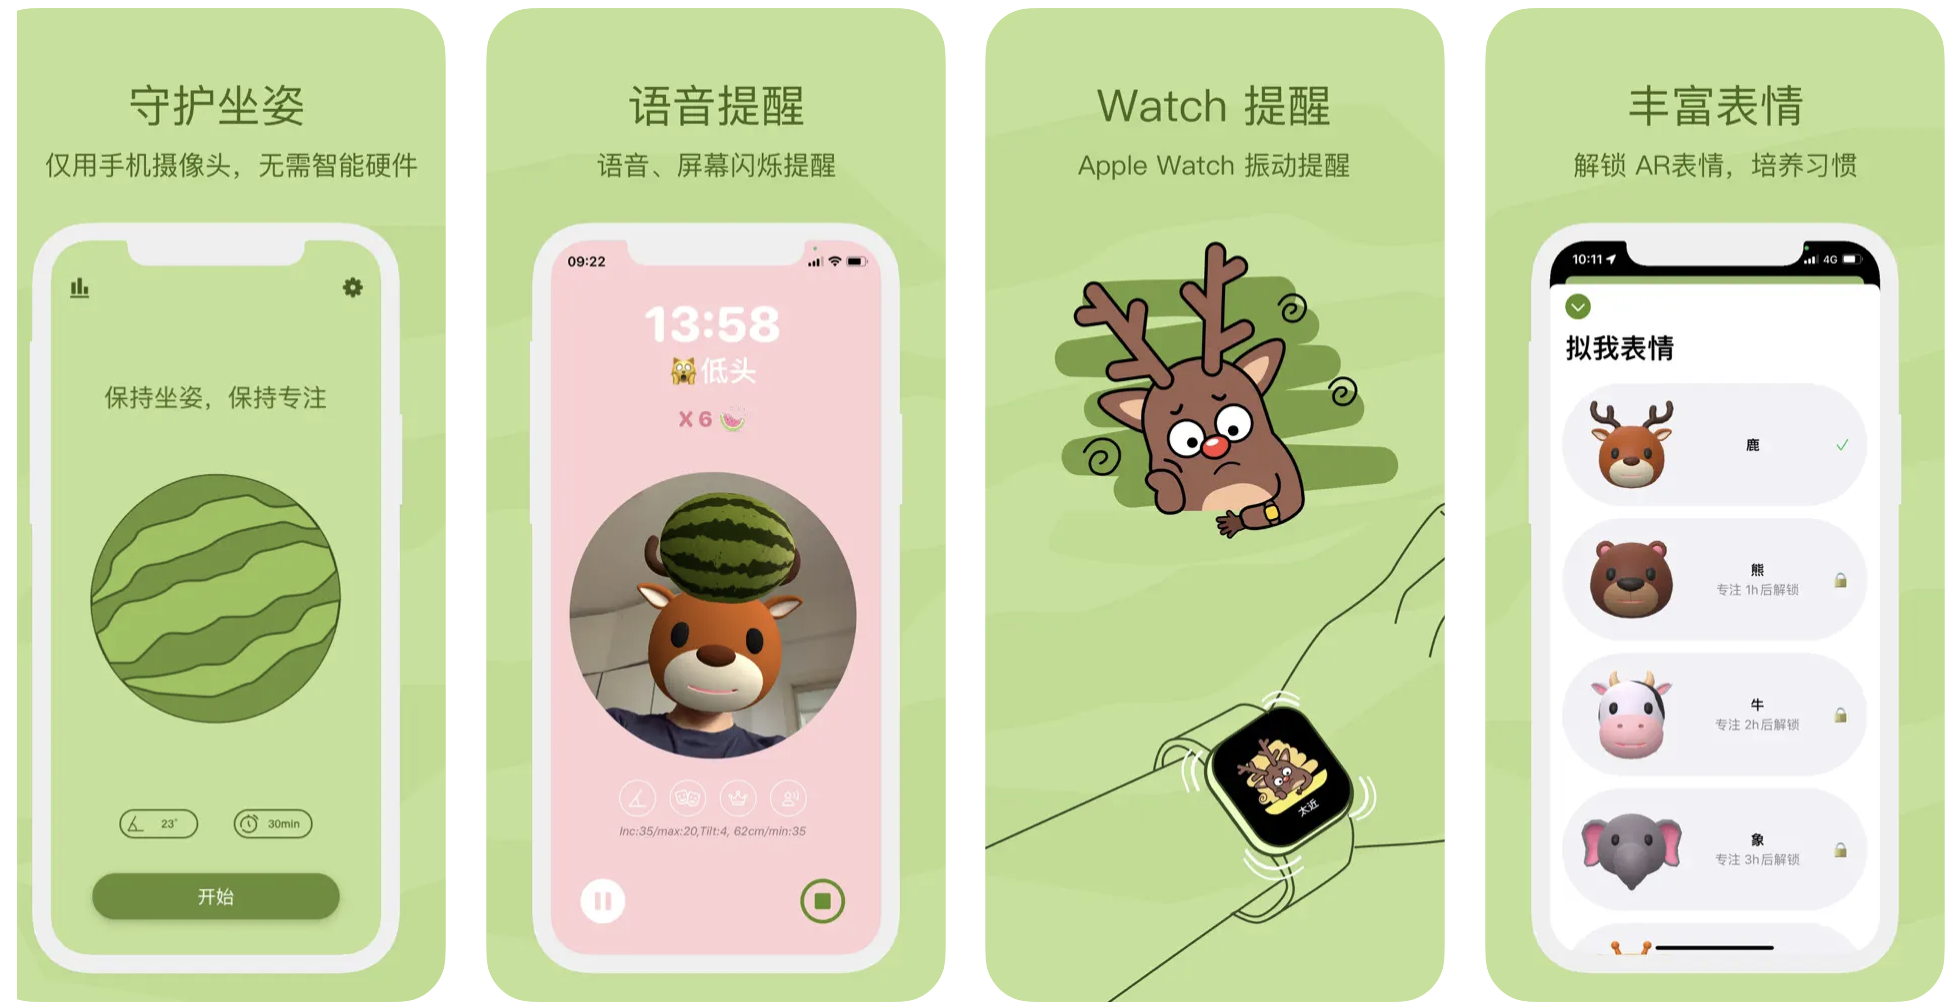 守护坐姿
仅用手机摄像头，无需智能硬件
保持坐姿，保持专注
23°
30min
开始
语音提醒
语音、屏幕闪烁提醒
09:22
13:58
低头
X 6
Inc:35/max:20,Tilt:4, 62cm/min:35
Watch 提醒
Apple Watch 振动提醒
太近
丰富表情
解锁 AR表情，培养习惯
10:11
4G
拟我表情
鹿
熊
专注 1h后解锁
牛
专注 2h后解锁
象
专注 3h后解锁